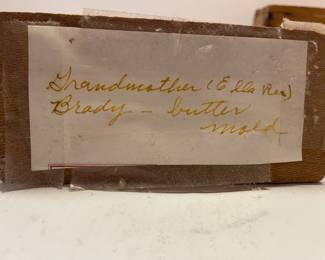 Grandmother (Ella Rea)
Brady - butter
mold